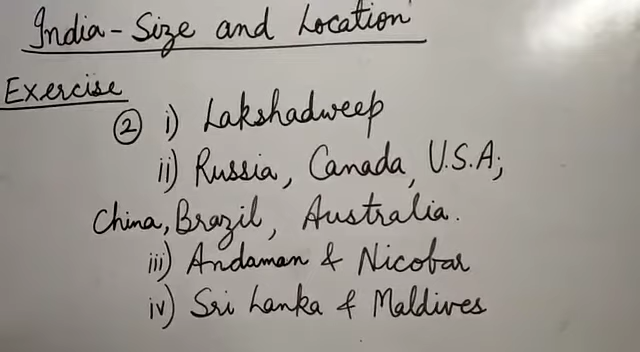 India - Size and Location
Exercise
② i) Lakshadweep
ii) Russia, Canada, U.S.A;
China, Brazil, Australia.
iii) Andaman & Nicobar
iv) Sri Lanka & Maldives